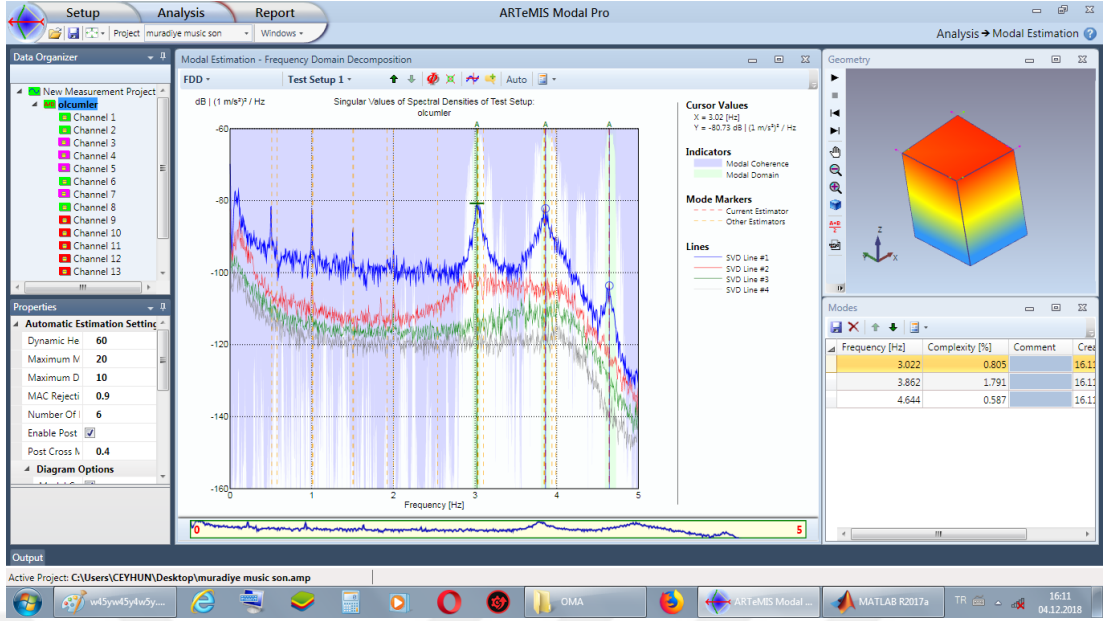 Setup Analysis Report
ARTeMIS Modal Pro
Project muradiye music son Windows
Analysis ➔ Modal Estimation
Data Organizer
New Measurement Project
olcumler
Channel 1
Channel 2
Channel 3
Channel 4
Channel 5
Channel 6
Channel 7
Channel 8
Channel 9
Channel 10
Channel 11
Channel 12
Channel 13
Properties
Automatic Estimation Setting
Dynamic He 60
Maximum M 20
Maximum D 10
MAC Rejecti 0.9
Number Of 6
Enable Post
Post Cross M 0.4
Diagram Options
Modal Estimation - Frequency Domain Decomposition
FDD Test Setup 1 Auto
dB | (1 m/s²)² / Hz
Singular Values of Spectral Densities of Test Setup:
olcumler
A A A
-60
-80
-100
-120
-140
-160
0 1 2 3 4 5
Frequency [Hz]
0 5
Cursor Values
X = 3.02 [Hz]
Y = -80.73 dB | (1 m/s²)² / Hz
Indicators
Modal Coherence
Modal Domain
Mode Markers
Current Estimator
Other Estimators
Lines
SVD Line #1
SVD Line #2
SVD Line #3
SVD Line #4
Geometry
Z
X
Modes
Frequency [Hz] Complexity [%] Comment Crea
3.022 0.805 16.11
3.862 1.791 16.11
4.644 0.587 16.11
Output
Active Project: C:\Users\CEYHUN\Desktop\muradiye music son.amp
w45yw45y4w5y.... OMA ARTeMIS Modal ... MATLAB R2017a TR 16:11
04.12.2018